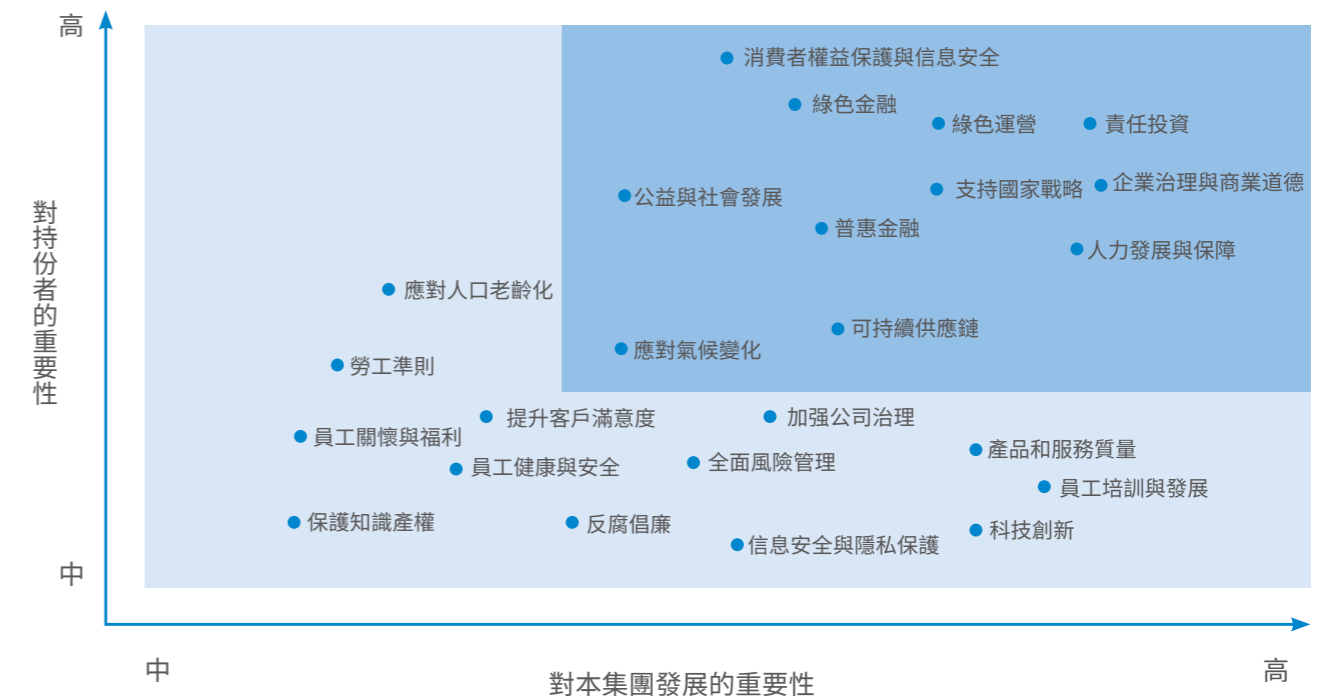 高
消費者權益保護與信息安全
綠色金融
綠色運營
責任投資
企業治理與商業道德
支持國家戰略
公益與社會發展
普惠金融
人力發展與保障
對持份者的重要性
應對人口老齡化
可持續供應鏈
應對氣候變化
勞工準則
提升客戶滿意度
加强公司治理
員工關懷與福利
產品和服務質量
員工健康與安全
全面風險管理
員工培訓與發展
保護知識產權
反腐倡廉
科技創新
信息安全與隱私保護
中
中
對本集團發展的重要性
高